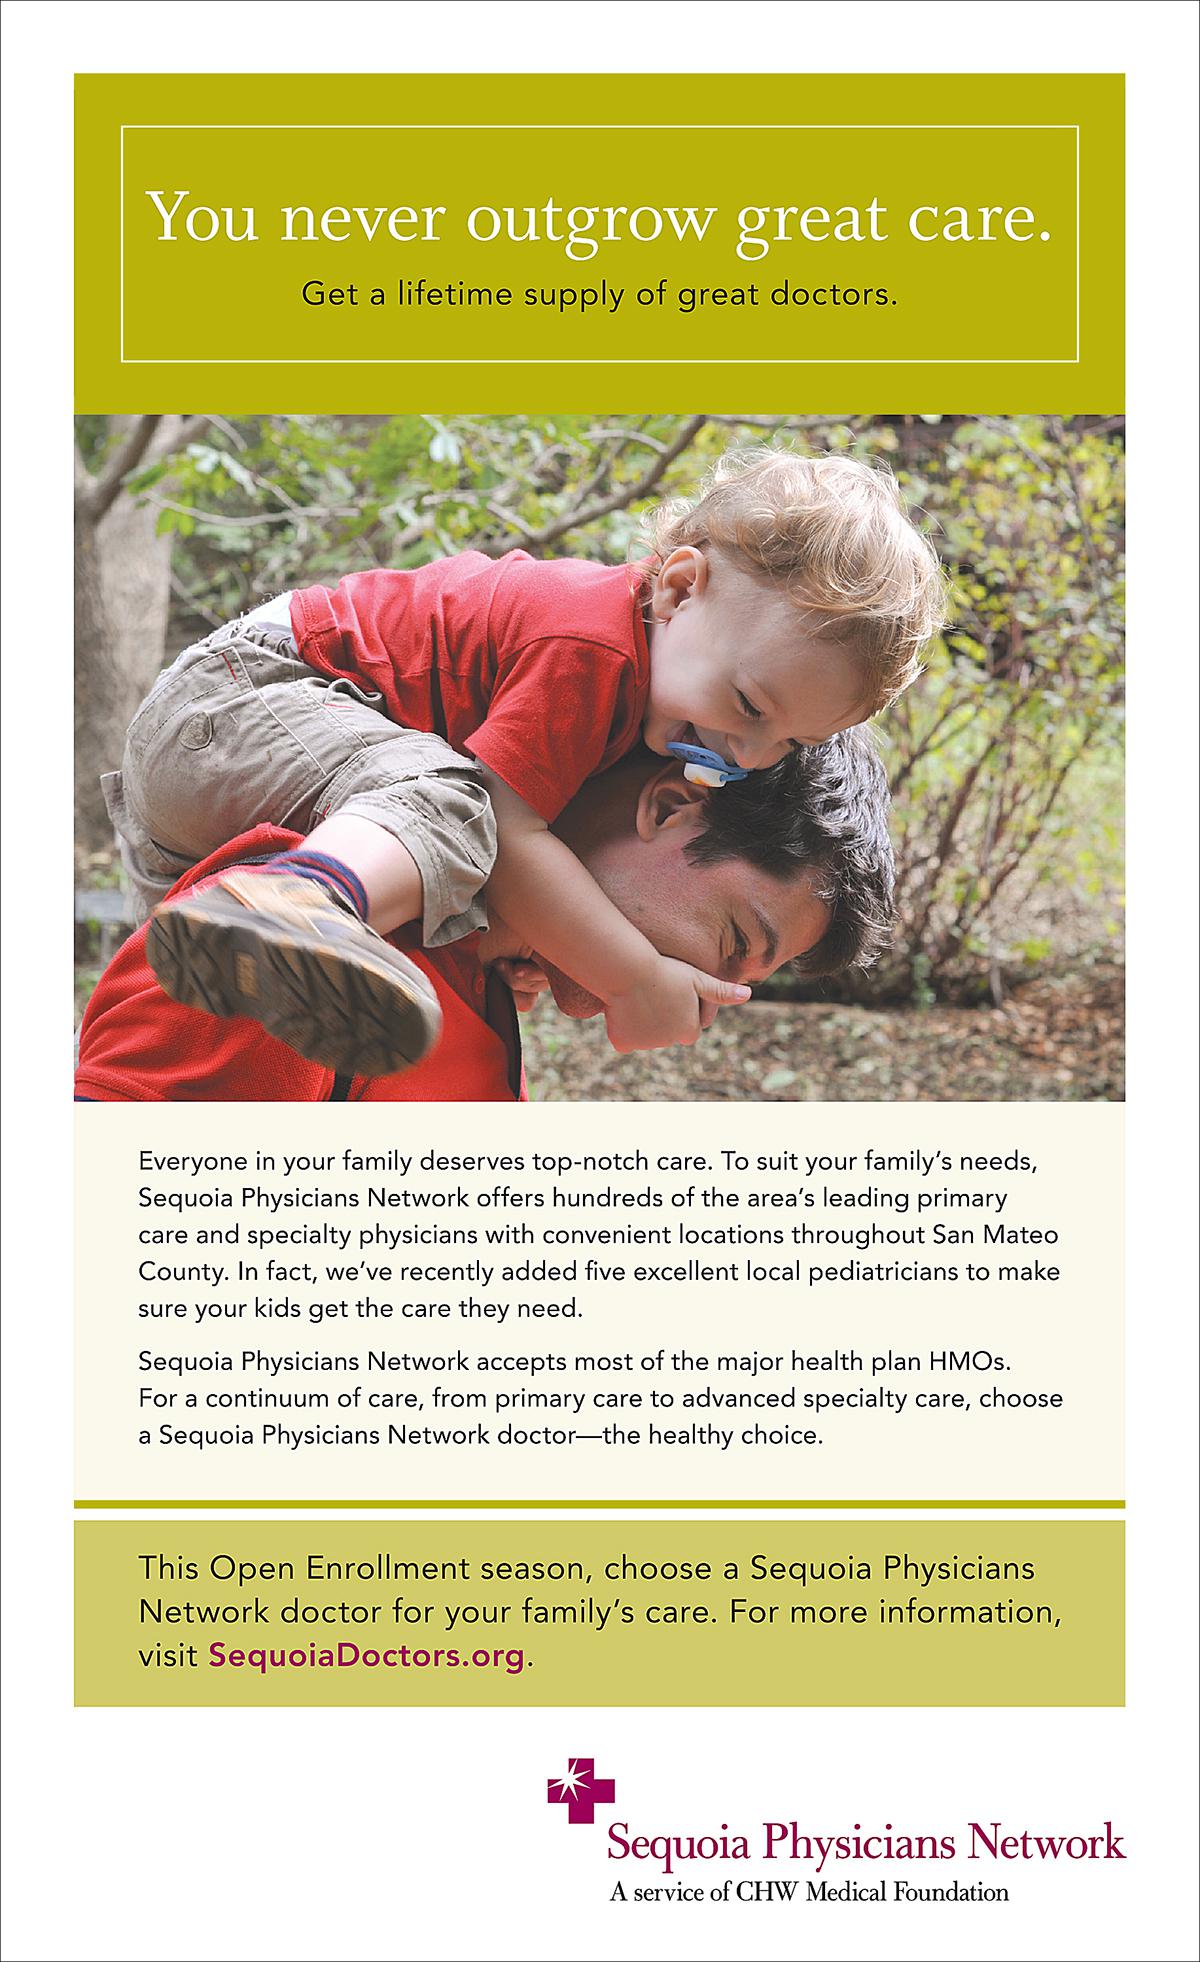 You never outgrow great care.
Get a lifetime supply of great doctors.
Everyone in your family deserves top-notch care. To suit your family’s needs,
Sequoia Physicians Network offers hundreds of the area’s leading primary
care and specialty physicians with convenient locations throughout San Mateo
County. In fact, we’ve recently added five excellent local pediatricians to make
sure your kids get the care they need.
Sequoia Physicians Network accepts most of the major health plan HMOs.
For a continuum of care, from primary care to advanced specialty care, choose
a Sequoia Physicians Network doctor—the healthy choice.
This Open Enrollment season, choose a Sequoia Physicians
Network doctor for your family’s care. For more information,
visit SequoiaDoctors.org.
Sequoia Physicians Network
A service of CHW Medical Foundation